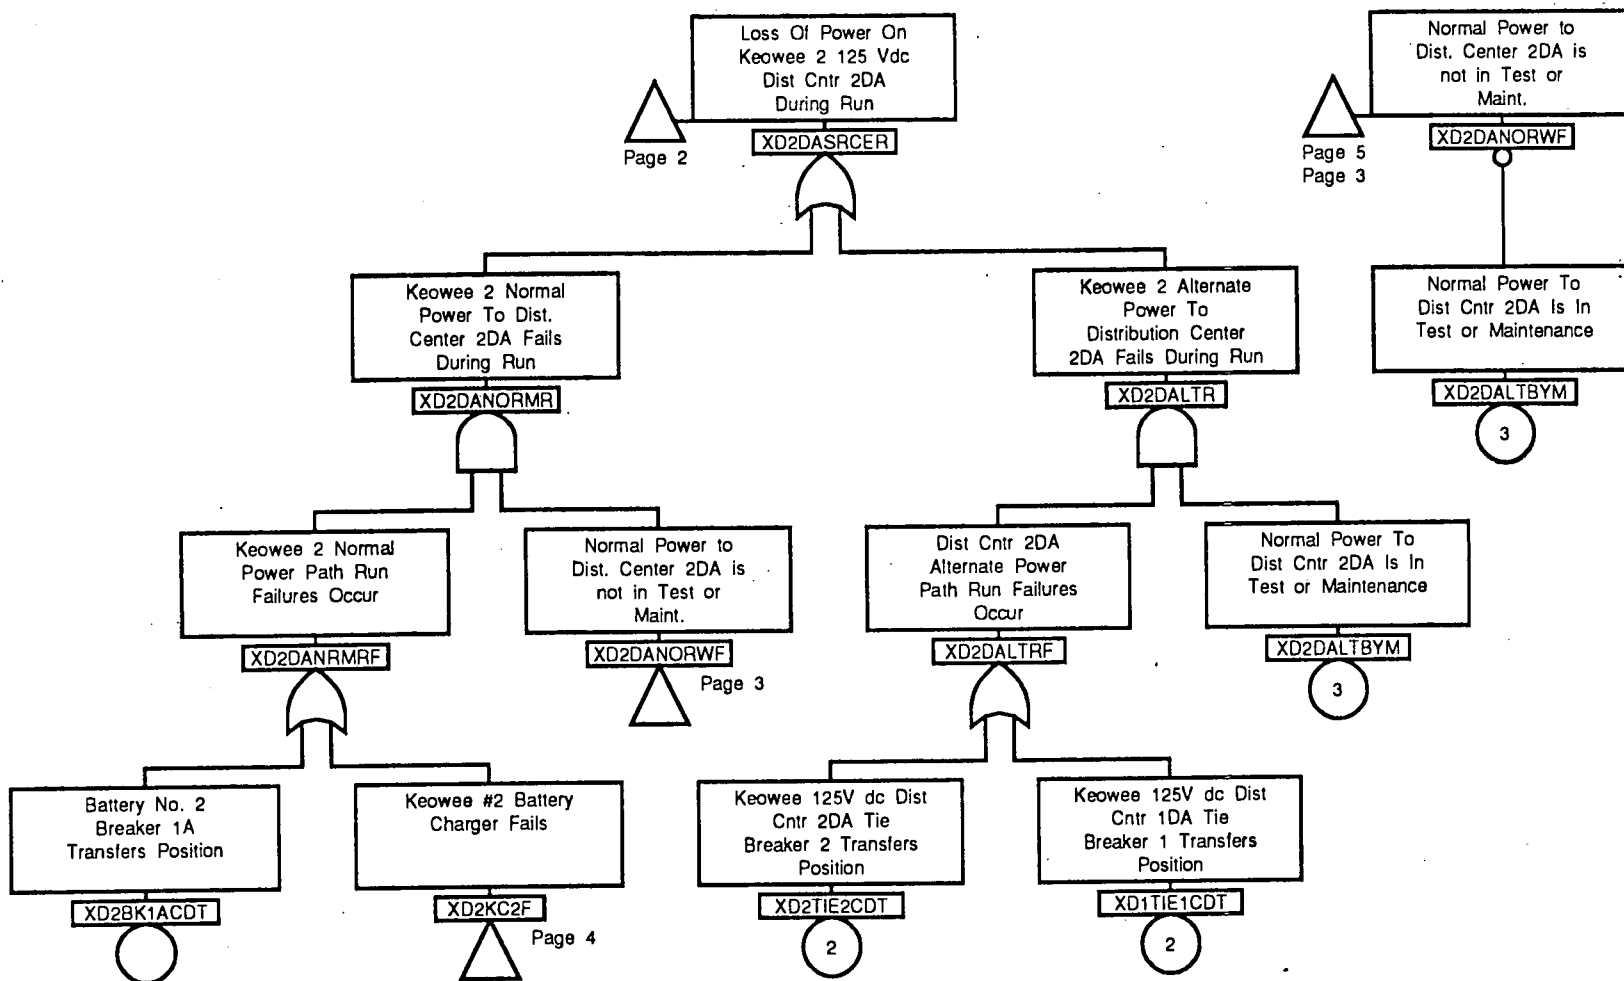 Loss Of Power On
Keowee 2 125 Vdc
Dist Cntr 2DA
During Run
Page 2
XD2DASRCER
Normal Power to
Dist. Center 2DA is
not in Test or
Maint.
Page 5
Page 3
XD2DANORWF
Keowee 2 Normal
Power To Dist.
Center 2DA Fails
During Run
XD2DANORMR
Keowee 2 Alternate
Power To
Distribution Center
2DA Fails During Run
XD2DALTR
Normal Power To
Dist Cntr 2DA Is In
Test or Maintenance
XD2DALTBYM
3
Keowee 2 Normal
Power Path Run
Failures Occur
XD2DANRMRF
Normal Power to
Dist. Center 2DA is
not in Test or
Maint.
XD2DANORWF
Page 3
Dist Cntr 2DA
Alternate Power
Path Run Failures
Occur
XD2DALTRF
Normal Power To
Dist Cntr 2DA Is In
Test or Maintenance
XD2DALTBYM
3
Battery No. 2
Breaker 1A
Transfers Position
XD2BK1ACDT
Keowee #2 Battery
Charger Fails
XD2KC2F
Page 4
Keowee 125V dc Dist
Cntr 2DA Tie
Breaker 2 Transfers
Position
XD2TIE2CDT
2
Keowee 125V dc Dist
Cntr 1DA Tie
Breaker 1 Transfers
Position
XD1TIE1CDT
2